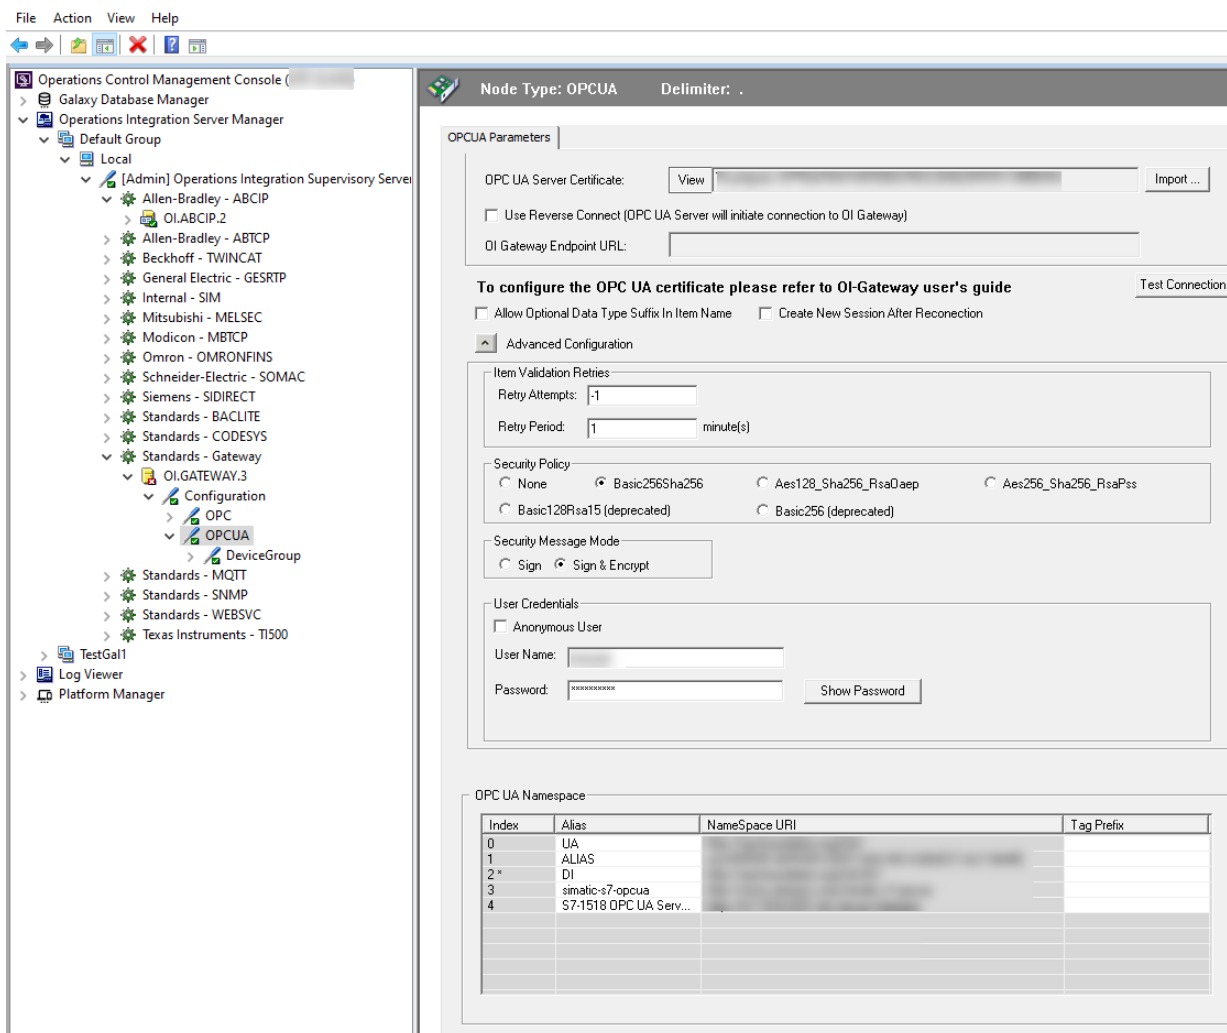 File Action View Help
Operations Control Management Console (
Galaxy Database Manager
Operations Integration Server Manager
Default Group
Local
[Admin] Operations Integration Supervisory Server
Allen-Bradley - ABCIP
OI.ABCIP.2
Allen-Bradley - ABTCP
Beckhoff - TWINCAT
General Electric - GESRTP
Internal - SIM
Mitsubishi - MELSEC
Modicon - MBTCP
Omron - OMRONFINS
Schneider-Electric - SOMAC
Siemens - SIDIRECT
Standards - BACLITE
Standards - CODESYS
Standards - Gateway
OI.GATEWAY.3
Configuration
OPC
OPCUA
DeviceGroup
Standards - MQTT
Standards - SNMP
Standards - WEBSVC
Texas Instruments - TI500
TestGal1
Log Viewer
Platform Manager
Node Type: OPCUA Delimiter: .
OPCUA Parameters
OPC UA Server Certificate: View Import ...
Use Reverse Connect (OPC UA Server will initiate connection to OI Gateway)
OI Gateway Endpoint URL:
To configure the OPC UA certificate please refer to OI-Gateway user's guide Test Connection
Allow Optional Data Type Suffix In Item Name Create New Session After Reconection
Advanced Configuration
Item Validation Retries
Retry Attempts: -1
Retry Period: 1 minute(s)
Security Policy
None Basic256Sha256 Aes128_Sha256_RsaOaep Aes256_Sha256_RsaPss
Basic128Rsa15 (deprecated) Basic256 (deprecated)
Security Message Mode
Sign Sign & Encrypt
User Credentials
Anonymous User
User Name:
Password: ********** Show Password
OPC UA Namespace
Index Alias NameSpace URI Tag Prefix
0 UA
1 ALIAS
2 * DI
3 simatic-s7-opcua
4 S7-1518 OPC UA Serv...